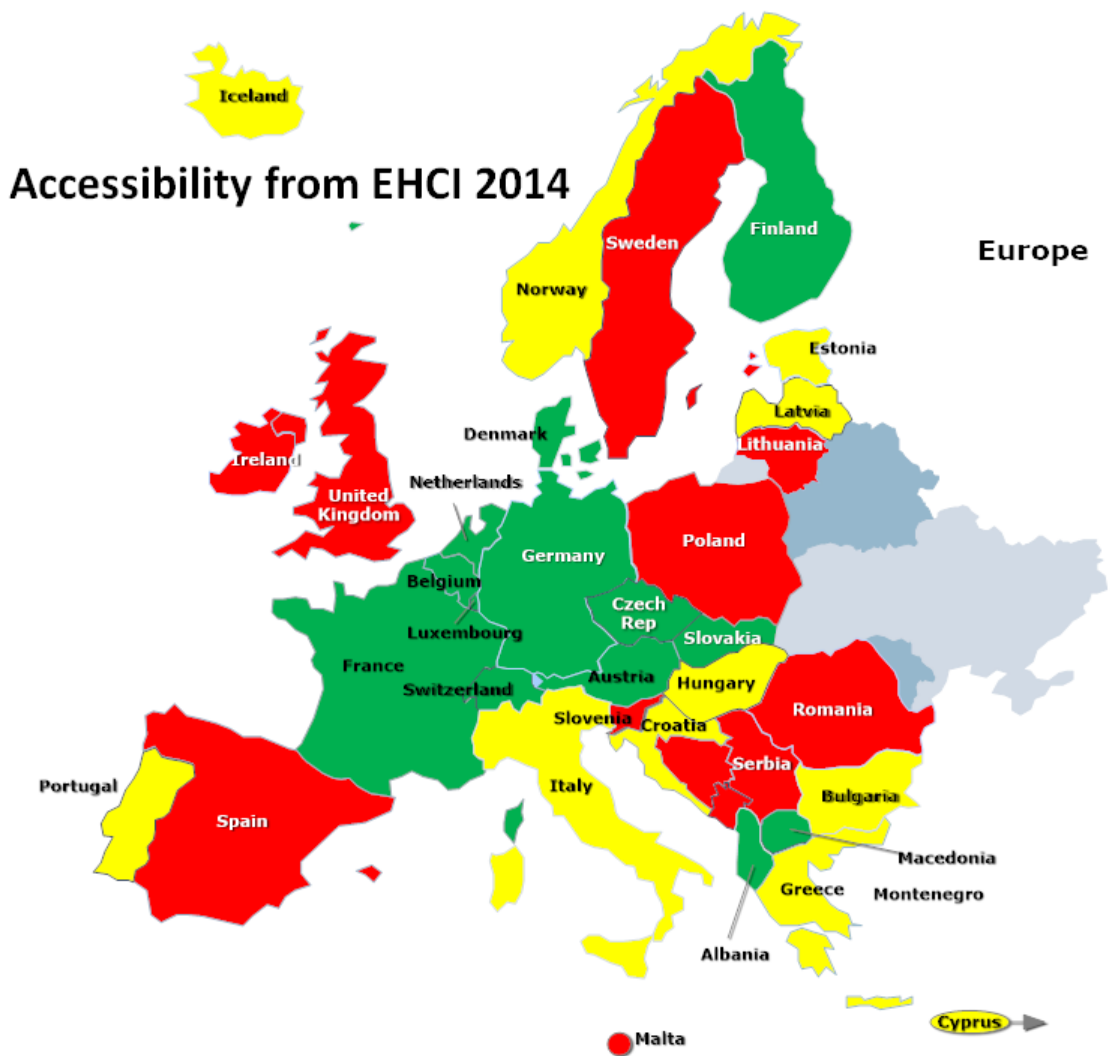 Iceland
Accessibility from EHCI 2014
Europe
Sweden
Finland
Norway
Estonia
Latvia
Lithuania
Denmark
Netherlands
Ireland
United
Kingdom
Poland
Germany
Belgium
Czech
Rep
Luxembourg
Slovakia
France
Austria
Switzerland
Hungary
Romania
Slovenia
Croatia
Serbia
Portugal
Italy
Bulgaria
Spain
Macedonia
Greece
Montenegro
Albania
Cyprus
Malta